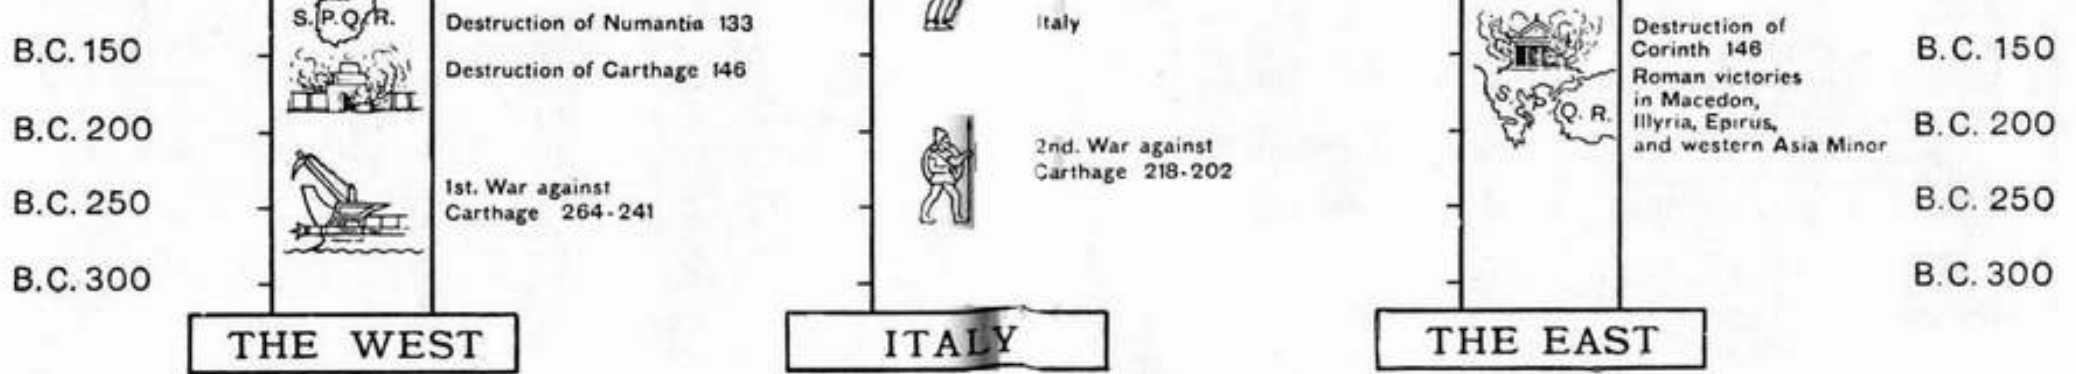 S.P.Q.R.
Destruction of Numantia 133
Italy
Destruction of
Corinth 146
B.C. 150
B.C. 150
Destruction of Carthage 146
Roman victories
in Macedon,
Illyria, Epirus,
and western Asia Minor
S.P.Q.R.
B.C. 200
B.C. 200
2nd. War against
Carthage 218-202
1st. War against
Carthage 264-241
B.C. 250
B.C. 250
B.C. 300
B.C. 300
THE WEST
ITALY
THE EAST